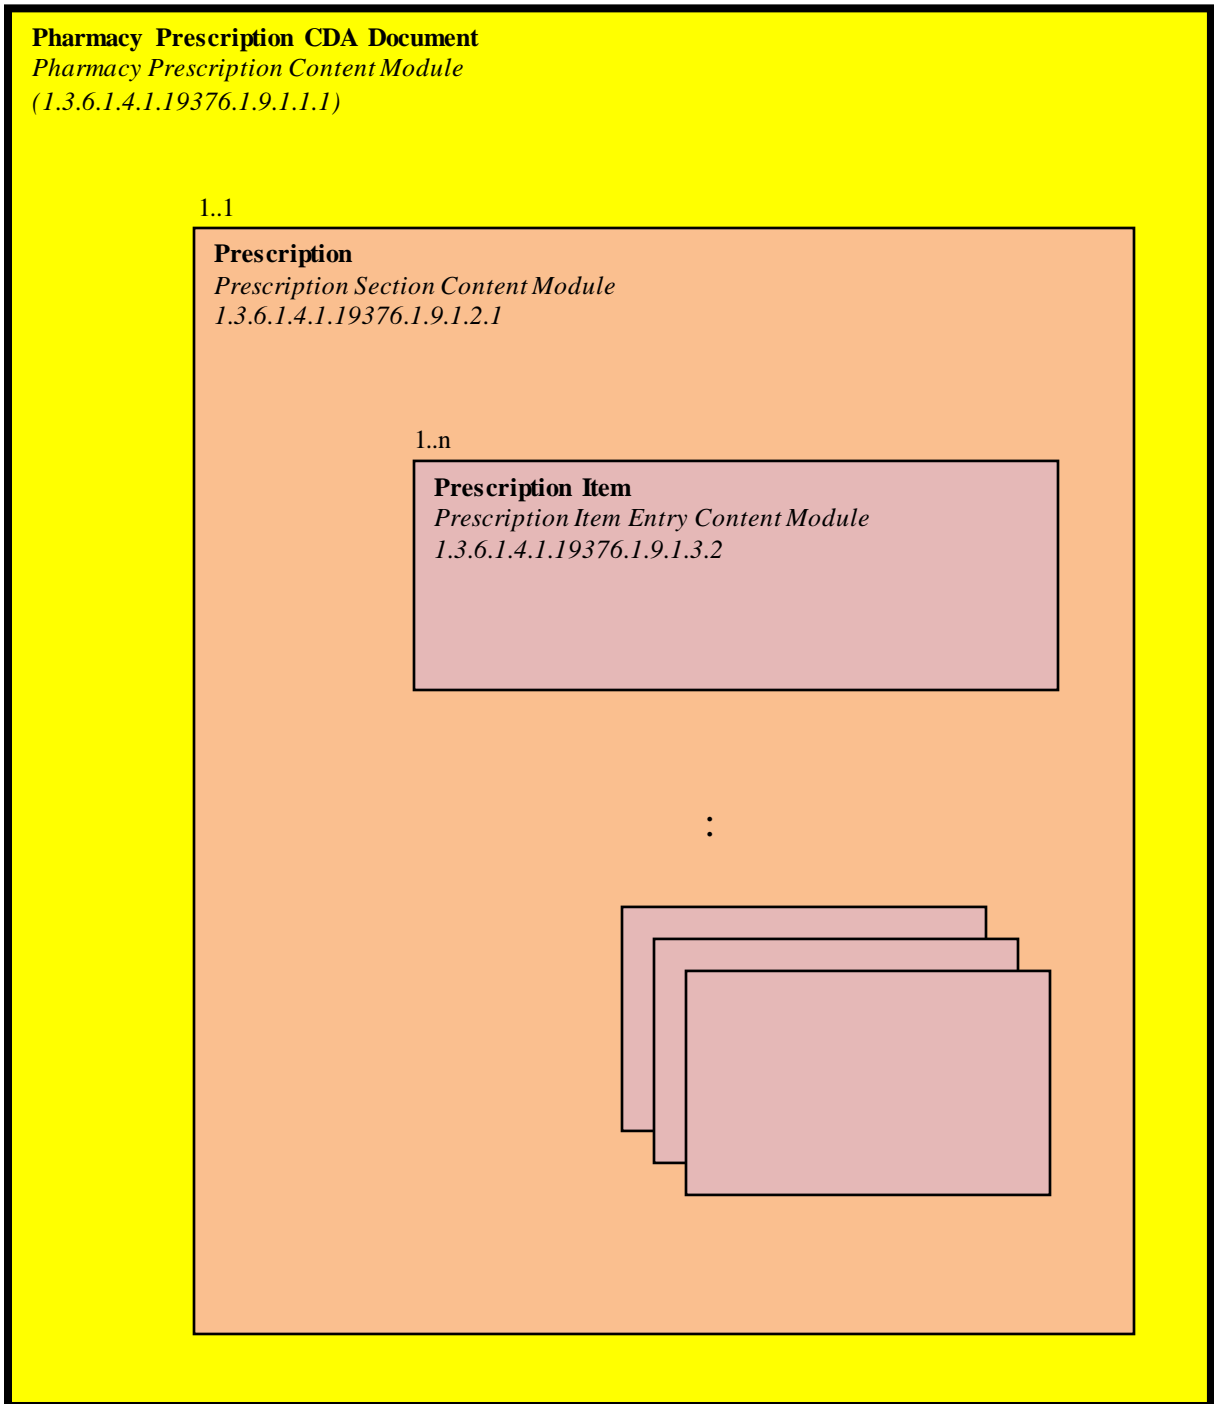 Pharmacy Prescription CDA Document
Pharmacy Prescription Content Module
(1.3.6.1.4.1.19376.1.9.1.1.1)
1..1
Prescription
Prescription Section Content Module
1.3.6.1.4.1.19376.1.9.1.2.1
1..n
Prescription Item
Prescription Item Entry Content Module
1.3.6.1.4.1.19376.1.9.1.3.2
: